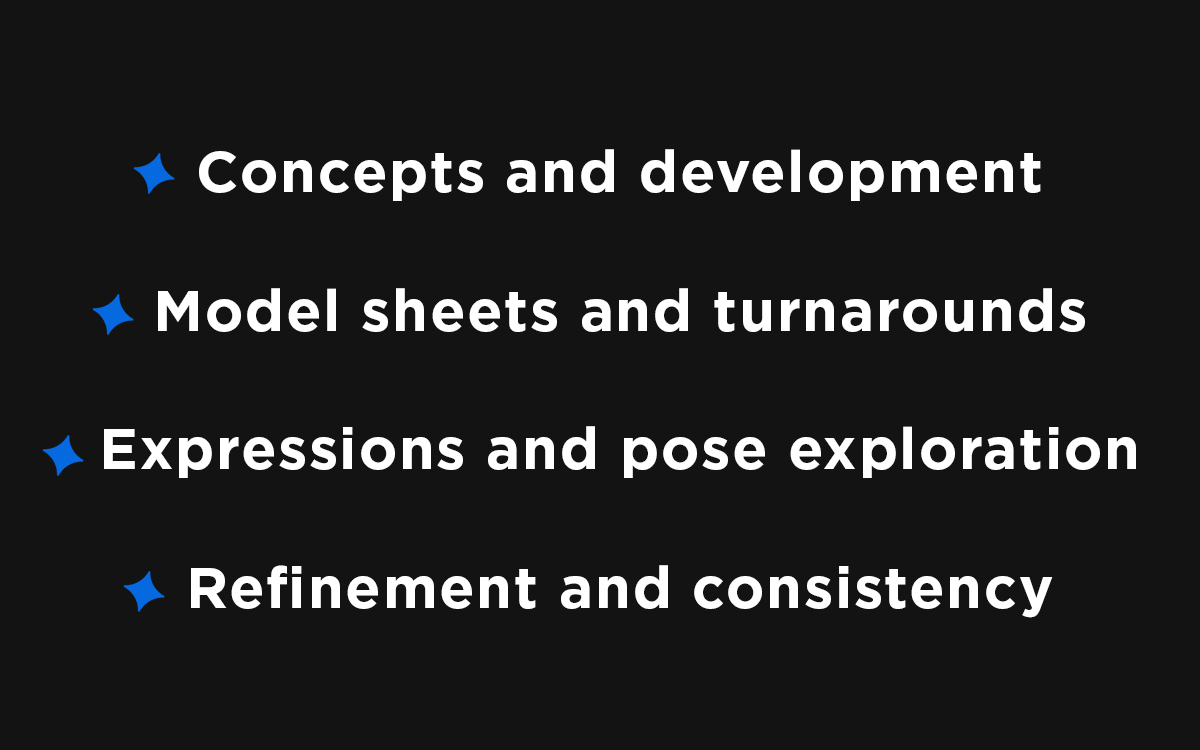 Concepts and development
Model sheets and turnarounds
Expressions and pose exploration
Refinement and consistency